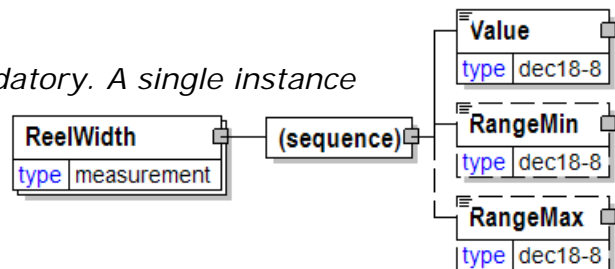 Value
type dec18-8
datory. A single instance
RangeMin
ReelWidth
(sequence)
type measurement
type dec18-8
RangeMax
type dec18-8